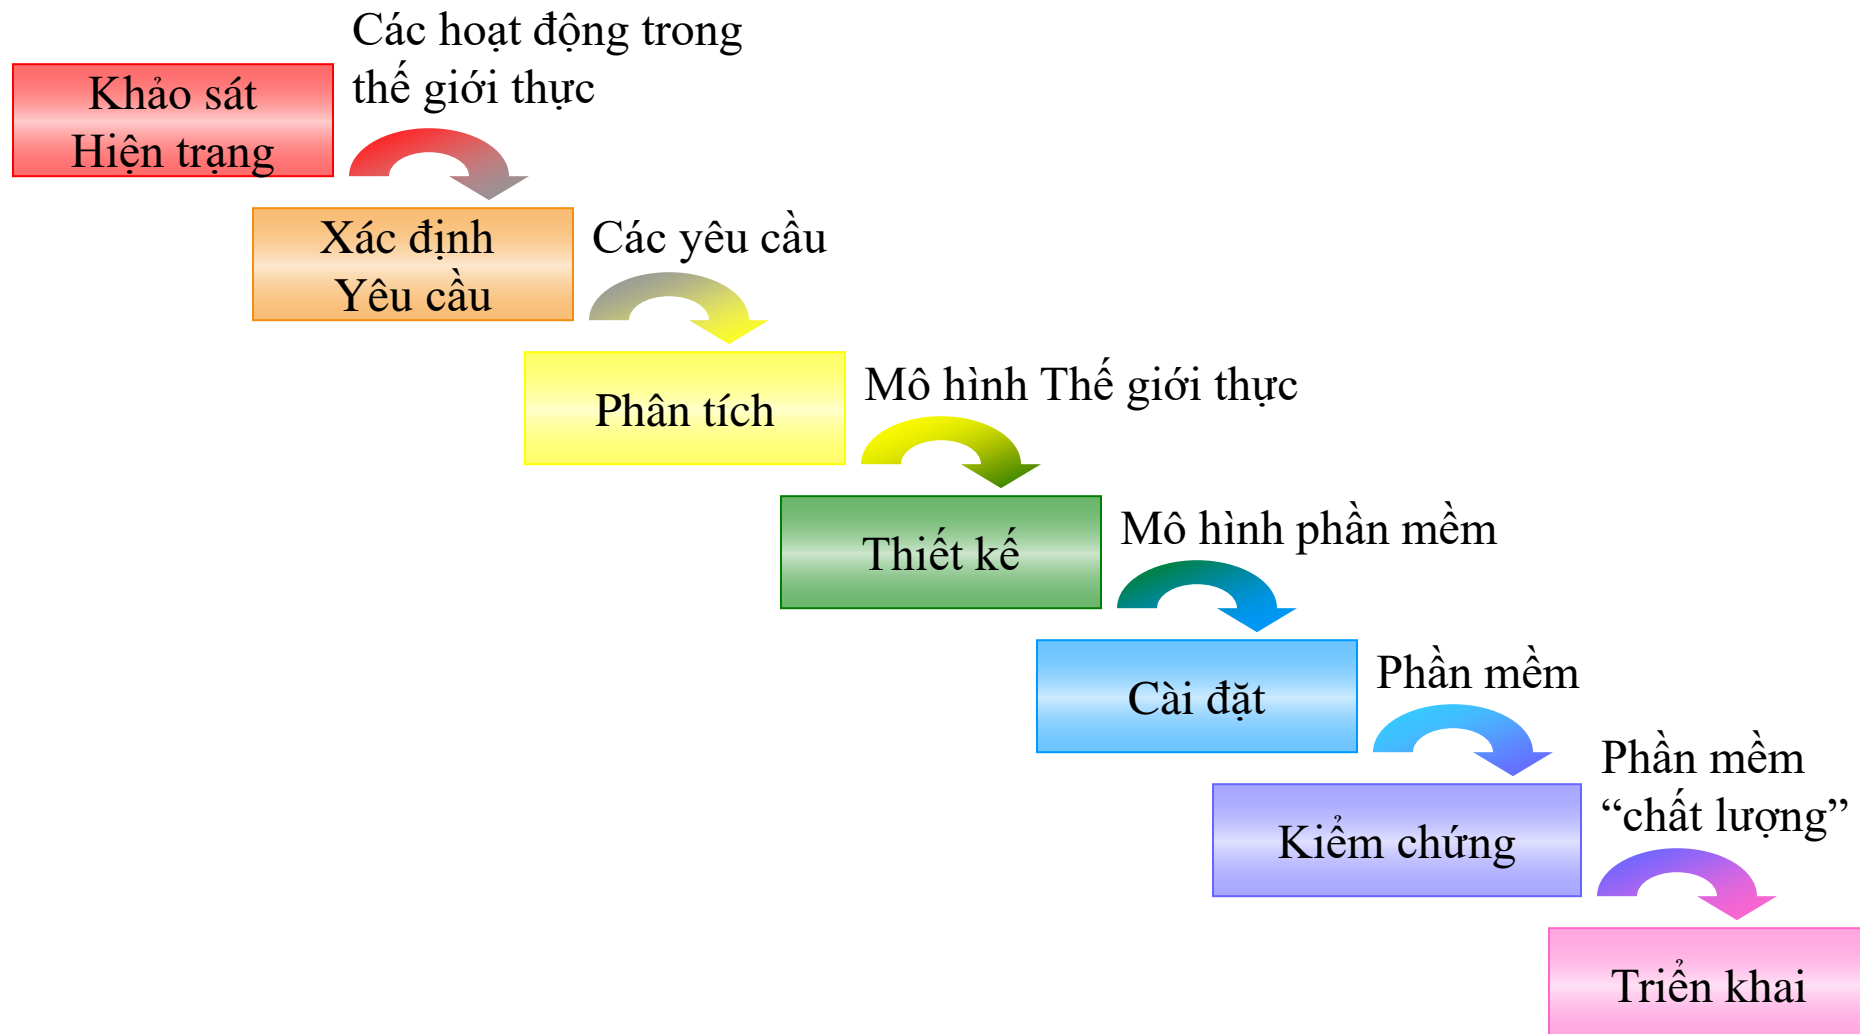 Các hoạt động trong
thế giới thực
Khảo sát
Hiện trạng
Xác định
Yêu cầu
Các yêu cầu
Phân tích
Mô hình Thế giới thực
Thiết kế
Mô hình phần mềm
Cài đặt
Phần mềm
Kiểm chứng
Phần mềm
“chất lượng”
Triển khai